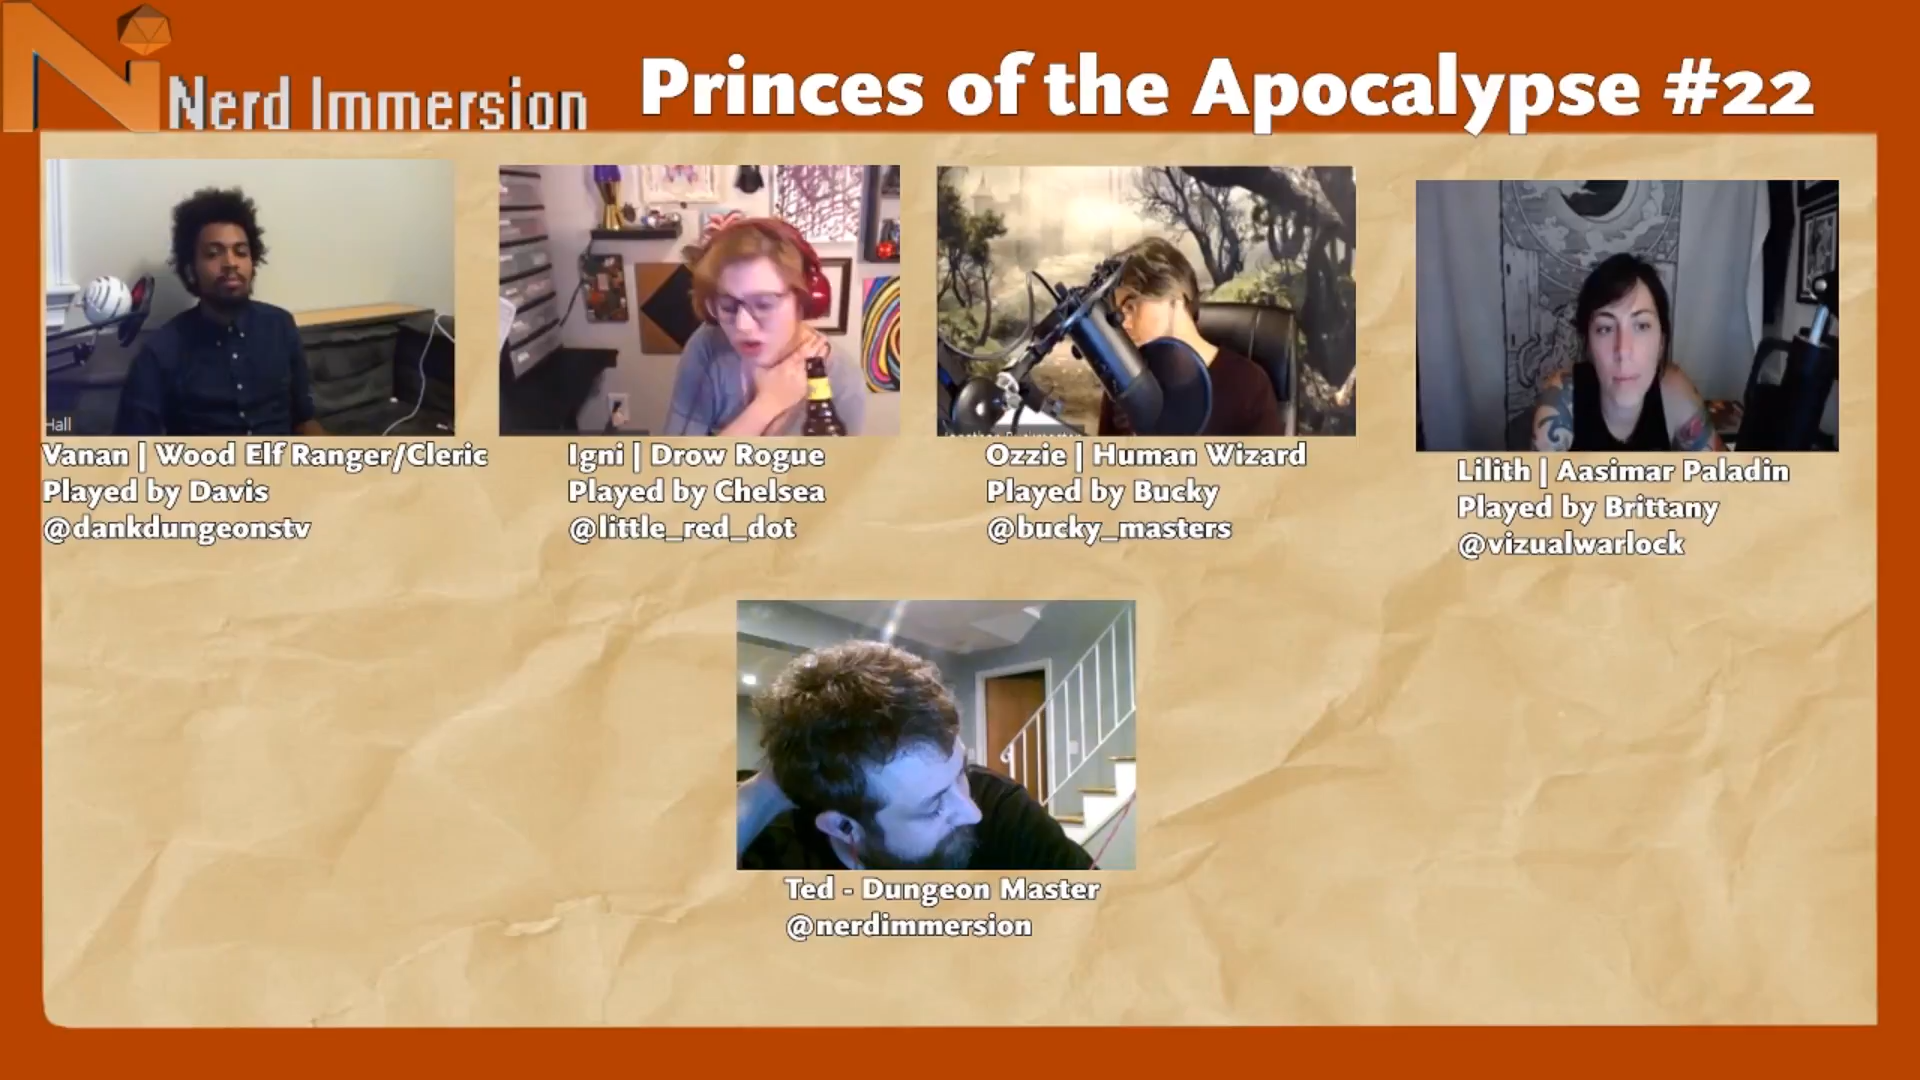 Nerd Immersion
Princes of the Apocalypse #22
Hall
Vanan | Wood Elf Ranger/Cleric
Played by Davis
@dankdungeonstv
Igni | Drow Rogue
Played by Chelsea
@little_red_dot
Ozzie | Human Wizard
Played by Bucky
@bucky_masters
Lilith | Aasimar Paladin
Played by Brittany
@vizualwarlock
Ted - Dungeon Master
@nerdimmersion